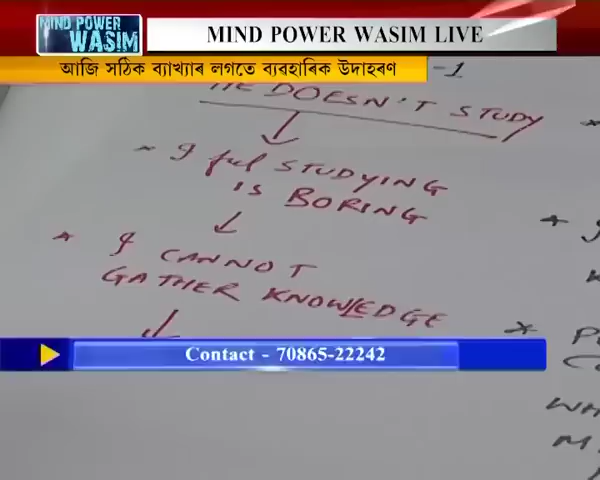 MIND POWER
WASIM
MIND POWER WASIM LIVE
আজি সঠিক ব্যাখ্যাৰ লগতে ব্যৱহাৰিক উদাহৰণ
-1
HE DOESN'T STUDY
* I feel STUDYING
IS BORING
* I CANNOT
GATHER KNOWLEDGE
Contact - 70865-22242